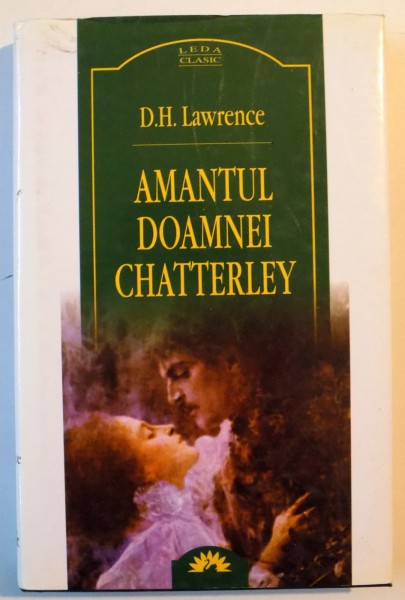 LEDA
CLASIC
D.H. Lawrence
AMANTUL
DOAMNEI
CHATTERLEY